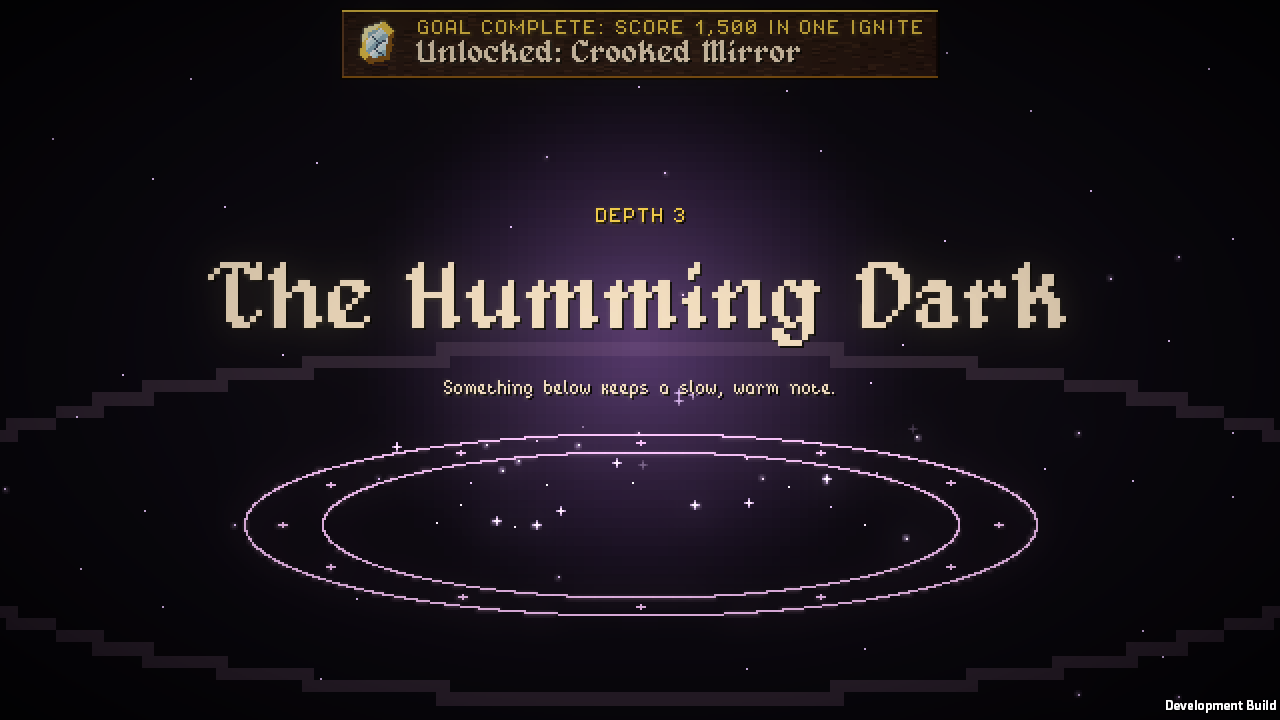 GOAL COMPLETE: SCORE 1,500 IN ONE IGNITE
Unlocked: Crooked Mirror
DEPTH 3
The Humming Dark
Something below keeps a slow, warm note.
Development Build